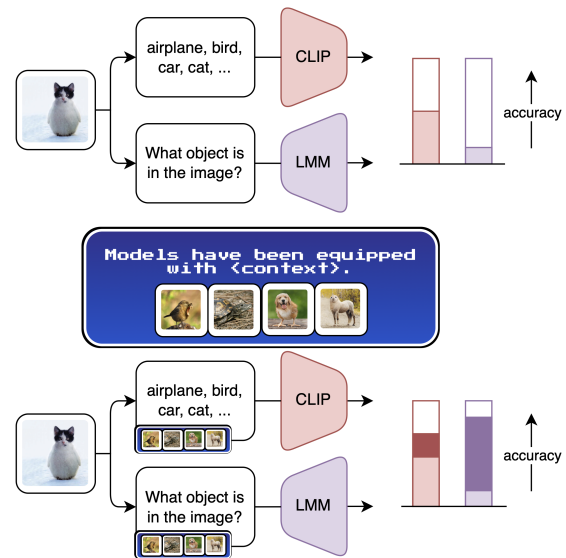 airplane, bird,
car, cat, ...
CLIP
accuracy
What object is
in the image?
LMM
Models have been equipped
with <context>.
airplane, bird,
car, cat, ...
CLIP
accuracy
What object is
in the image?
LMM